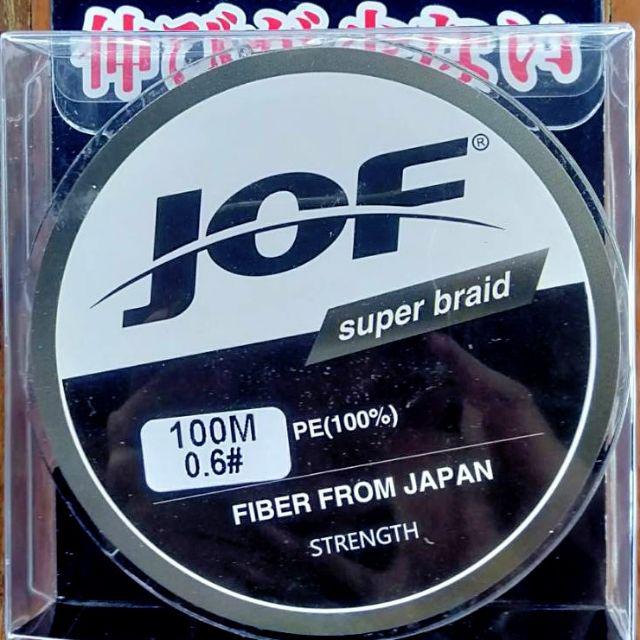 JOF®
super braid
100M
0.6#
PE(100%)
FIBER FROM JAPAN
STRENGTH